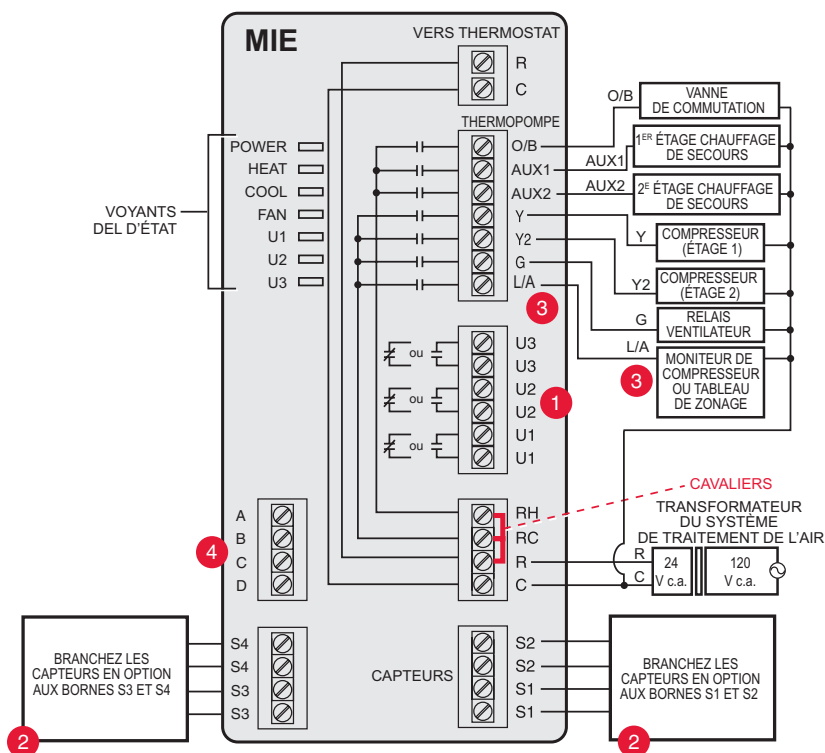 MIE
VERS THERMOSTAT
R
C
THERMOPOMPE
O/B
AUX1
AUX2
Y
Y2
G
L/A
3
VOYANTS
DEL D'ÉTAT
POWER
HEAT
COOL
FAN
U1
U2
U3
O/B
VANNE
DE COMMUTATION
AUX1
1ER ÉTAGE CHAUFFAGE
DE SECOURS
AUX2
2E ÉTAGE CHAUFFAGE
DE SECOURS
Y
COMPRESSEUR
(ÉTAGE 1)
Y2
COMPRESSEUR
(ÉTAGE 2)
G
RELAIS
VENTILATEUR
L/A
MONITEUR DE
COMPRESSEUR
OU TABLEAU
DE ZONAGE
3
ou
ou
ou
U3
U3
U2
U2
U1
U1
1
CAVALIERS
RH
RC
R
C
TRANSFORMATEUR
DU SYSTÈME
DE TRAITEMENT DE L'AIR
R
C
24
V c.a.
120
V c.a.
A
B
C
D
4
BRANCHEZ LES
CAPTEURS EN OPTION
AUX BORNES S3 ET S4
2
S4
S4
S3
S3
CAPTEURS
S2
S2
S1
S1
BRANCHEZ LES
CAPTEURS EN OPTION
AUX BORNES S1 ET S2
2